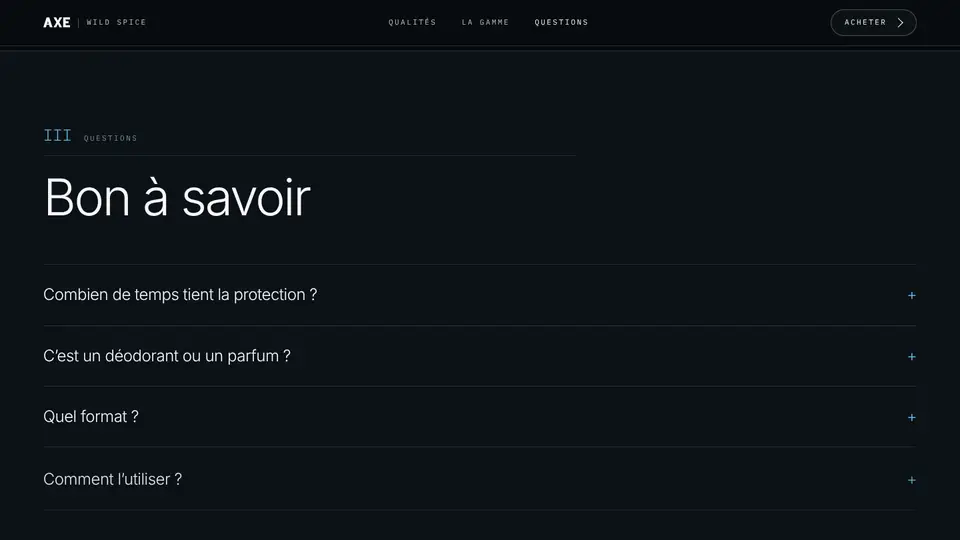 AXE | WILD SPICE
QUALITÉS
LA GAMME
QUESTIONS
ACHETER
III QUESTIONS
Bon à savoir
Combien de temps tient la protection ? +
C’est un déodorant ou un parfum ? +
Quel format ? +
Comment l’utiliser ? +